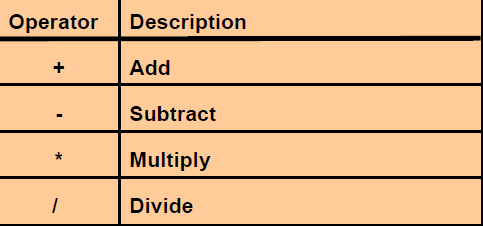 Operator Description
+ Add
- Subtract
* Multiply
/ Divide